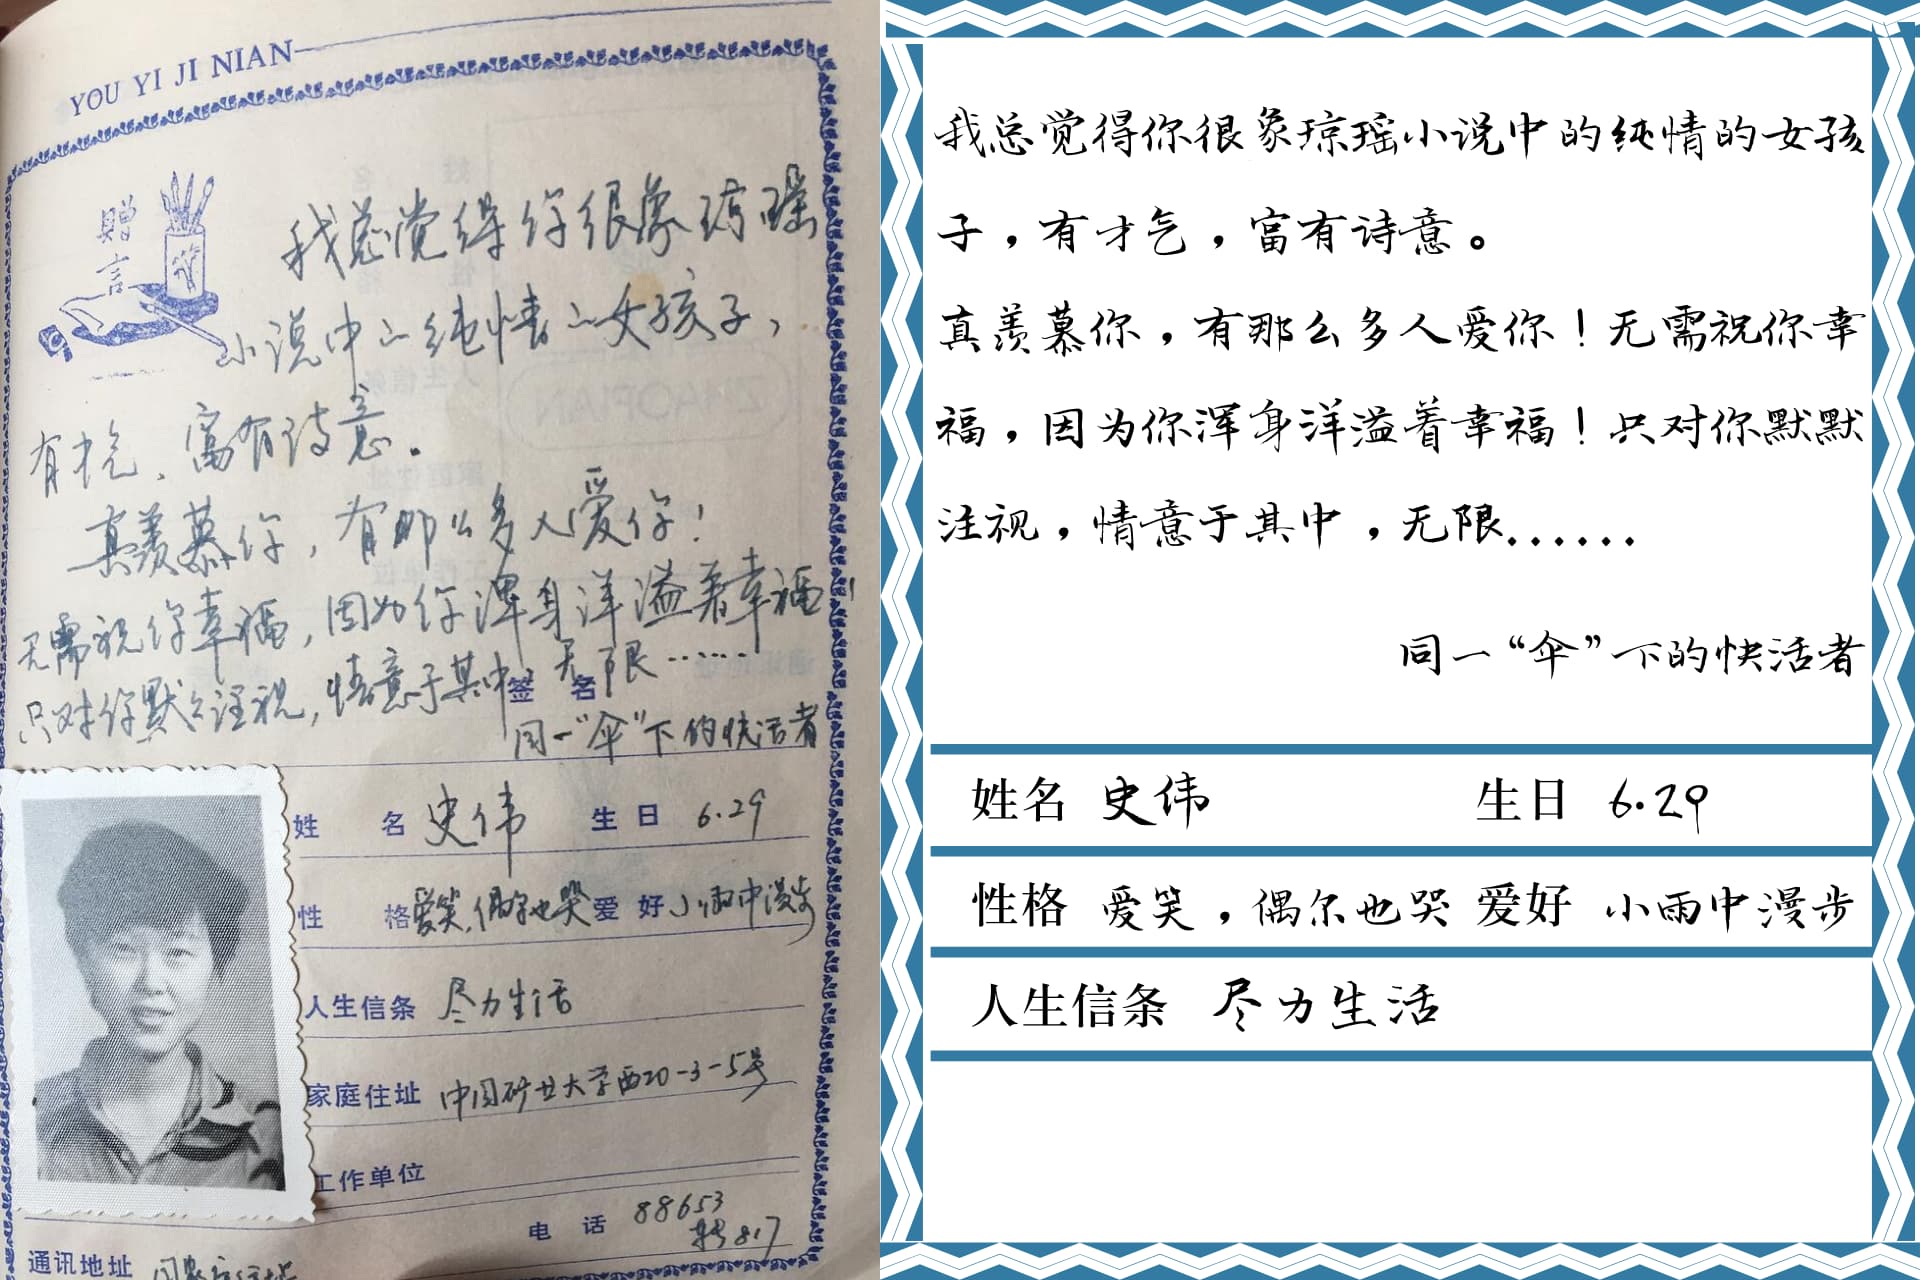 YOU YI JI NIAN
赠言
我总觉得你很象琼瑶
小说中的纯情的女孩子，
有才气，富有诗意。
真羡慕你，有那么多人爱你！
无需祝你幸福，因为你浑身洋溢着幸福！
只对你默默注视，情意于其中，无限……
签 名
同一“伞”下的快活者
姓 名 史伟 生日 6.29
性 格 爱笑，偶尔也哭 爱好 小雨中漫步
人生信条 尽力生活
家庭住址 中国矿业大学西20-3-5号
工作单位
电 话 88653
转817
通讯地址 同家庭住址
我总觉得你很象琼瑶小说中的纯情的女孩
子，有才气，富有诗意。
真羡慕你，有那么多人爱你！无需祝你幸
福，因为你浑身洋溢着幸福！只对你默默
注视，情意于其中，无限......
同一“伞”下的快活者
姓名 史伟 生日 6.29
性格 爱笑，偶尔也哭 爱好 小雨中漫步
人生信条 尽力生活